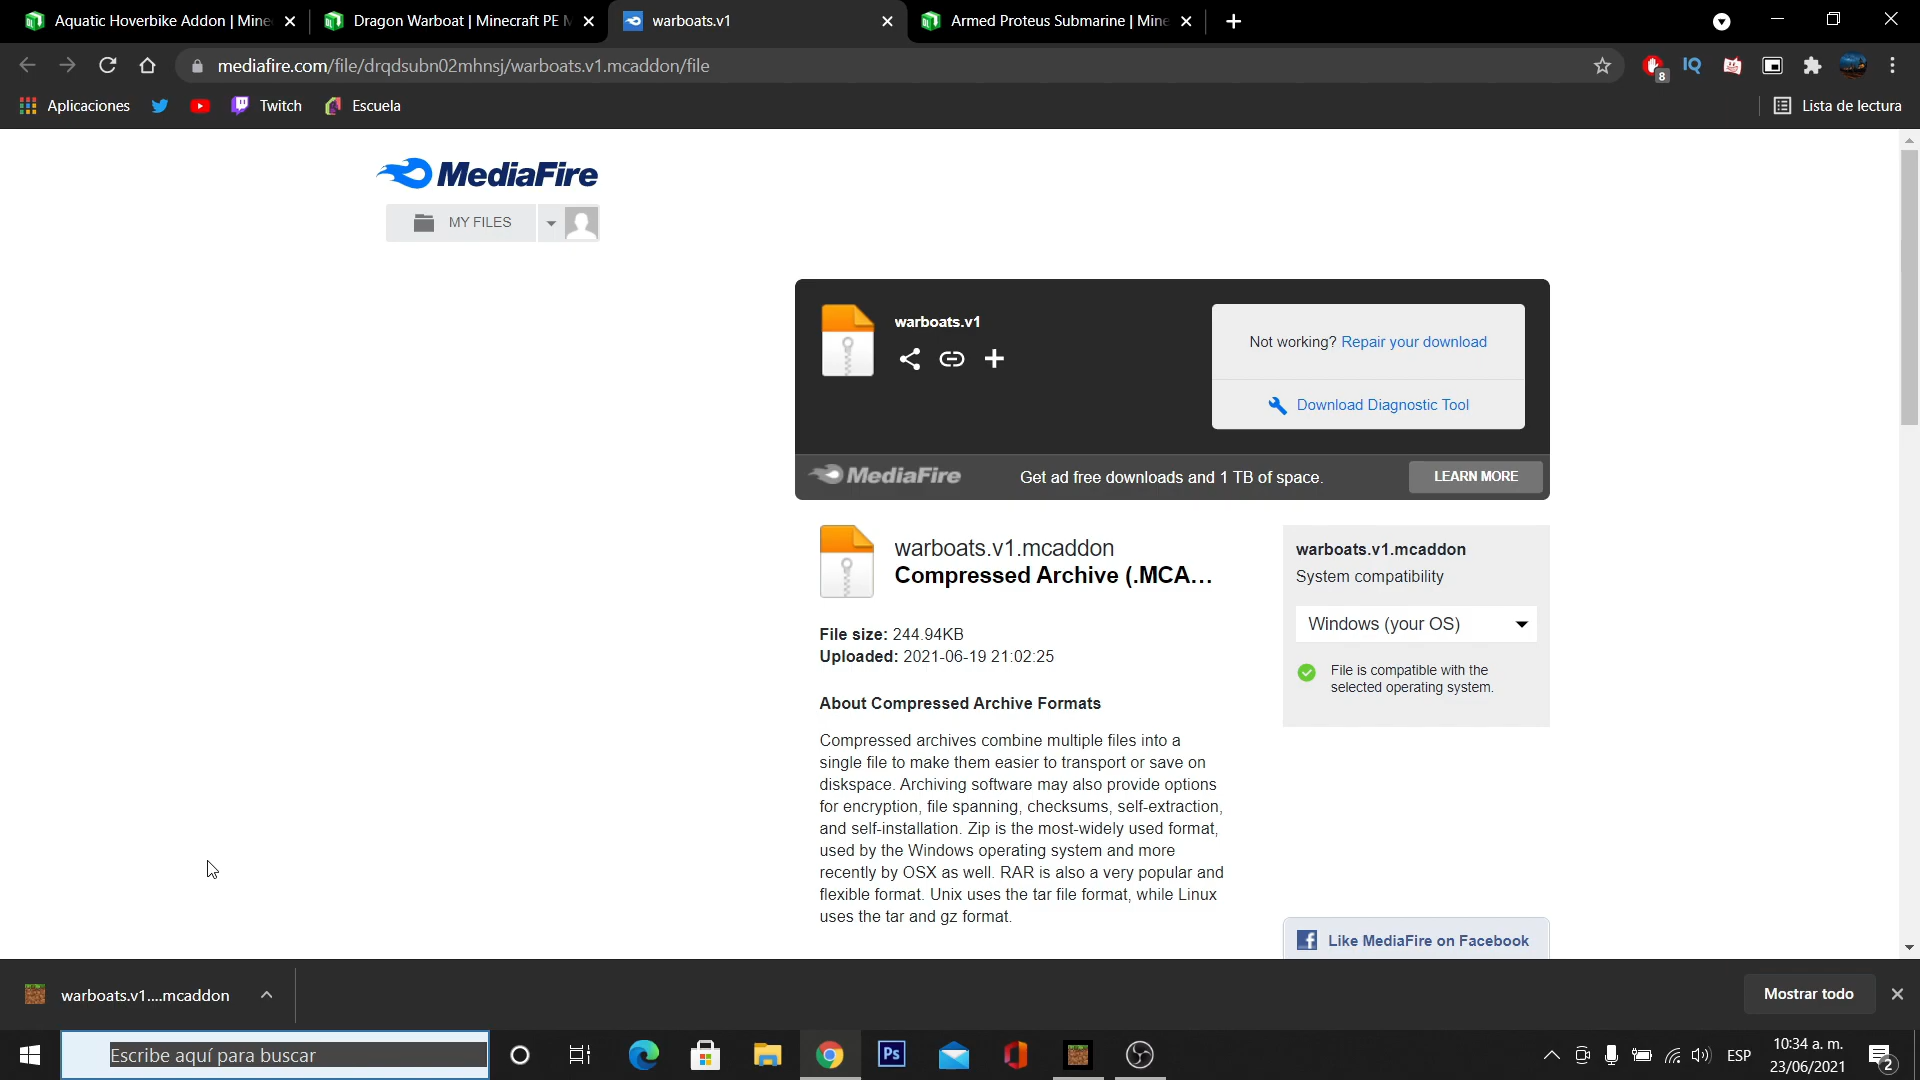 Aquatic Hoverbike Addon | Mine
Dragon Warboat | Minecraft PE M
warboats.v1
Armed Proteus Submarine | Mine
mediafire.com/file/drqdsubn02mhnsj/warboats.v1.mcaddon/file
8
IQ
Aplicaciones
Twitch
Escuela
Lista de lectura
MediaFire
MY FILES
warboats.v1
Not working? Repair your download
Download Diagnostic Tool
MediaFire
Get ad free downloads and 1 TB of space.
LEARN MORE
warboats.v1.mcaddon
Compressed Archive (.MCA...
File size: 244.94KB
Uploaded: 2021-06-19 21:02:25
About Compressed Archive Formats
Compressed archives combine multiple files into a
single file to make them easier to transport or save on
diskspace. Archiving software may also provide options
for encryption, file spanning, checksums, self-extraction,
and self-installation. Zip is the most-widely used format,
used by the Windows operating system and more
recently by OSX as well. RAR is also a very popular and
flexible format. Unix uses the tar file format, while Linux
uses the tar and gz format.
warboats.v1.mcaddon
System compatibility
Windows (your OS)
File is compatible with the
selected operating system.
Like MediaFire on Facebook
warboats.v1....mcaddon
Mostrar todo
Escribe aquí para buscar
Ps
ESP
10:34 a. m.
23/06/2021
2